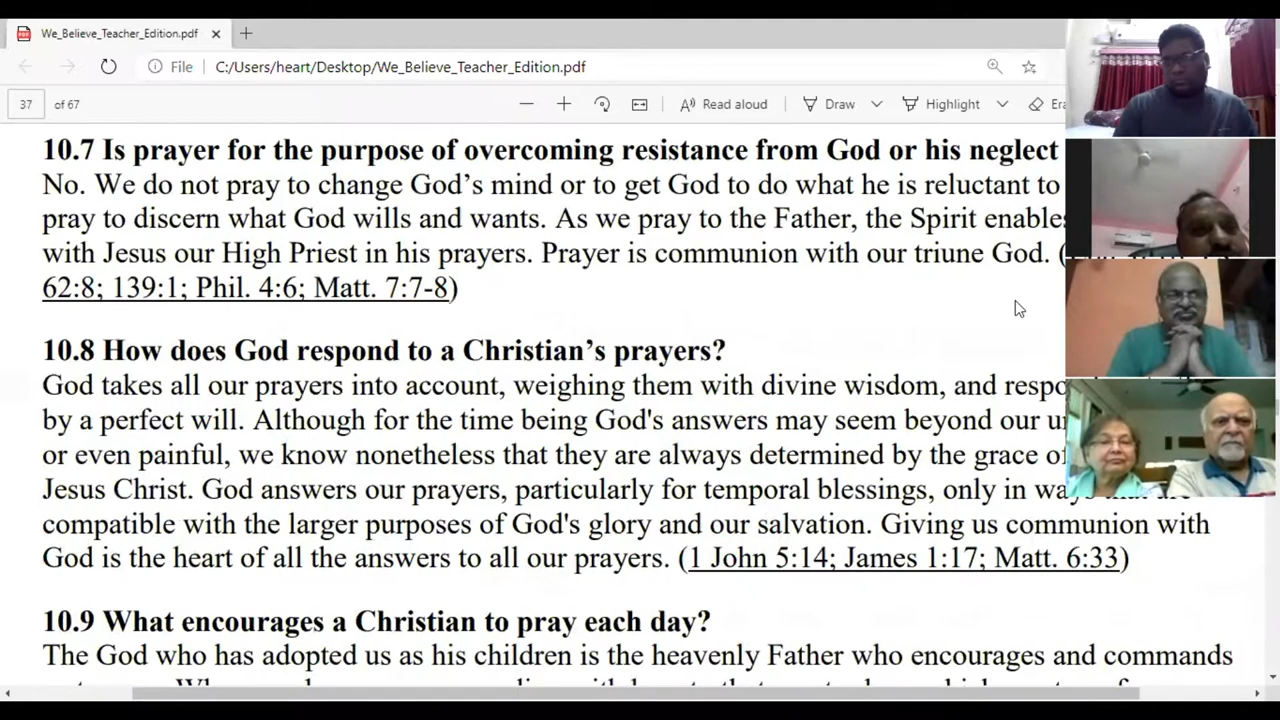 We_Believe_Teacher_Edition.pdf
File C:/Users/heart/Desktop/We_Believe_Teacher_Edition.pdf
37 of 67 Read aloud Draw Highlight
10.7 Is prayer for the purpose of overcoming resistance from God or his neglect
No. We do not pray to change God’s mind or to get God to do what he is reluctant to
pray to discern what God wills and wants. As we pray to the Father, the Spirit enables
with Jesus our High Priest in his prayers. Prayer is communion with our triune God. (
62:8; 139:1; Phil. 4:6; Matt. 7:7-8)
10.8 How does God respond to a Christian’s prayers?
God takes all our prayers into account, weighing them with divine wisdom, and
by a perfect will. Although for the time being God's answers may seem beyond our
or even painful, we know nonetheless that they are always determined by the grace of
Jesus Christ. God answers our prayers, particularly for temporal blessings, only in ways
compatible with the larger purposes of God's glory and our salvation. Giving us communion with
God is the heart of all the answers to all our prayers. (1 John 5:14; James 1:17; Matt. 6:33)
10.9 What encourages a Christian to pray each day?
The God who has adopted us as his children is the heavenly Father who encourages and commands